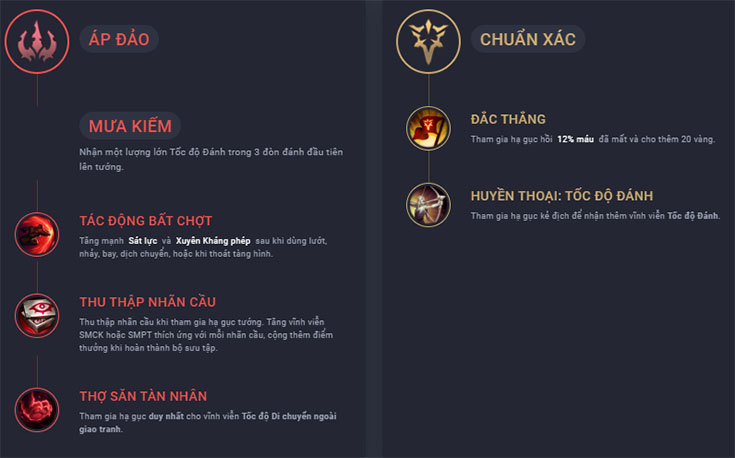 ÁP ĐẢO
MƯA KIẾM
Nhận một lượng lớn Tốc độ Đánh trong 3 đòn đánh đầu tiên
lên tướng.
TÁC ĐỘNG BẤT CHỢT
Tăng mạnh Sát lực và Xuyên Kháng phép sau khi dùng lướt,
nhảy, bay, dịch chuyển, hoặc khi thoát tàng hình.
THU THẬP NHÃN CẦU
Thu thập nhãn cầu khi tham gia hạ gục tướng. Tăng vĩnh viễn
SMCK hoặc SMPT thích ứng với mỗi nhãn cầu, cộng thêm điểm
thưởng khi hoàn thành bộ sưu tập.
THỢ SĂN TÀN NHẪN
Tham gia hạ gục duy nhất cho vĩnh viễn Tốc độ Di chuyển ngoài
giao tranh.
CHUẨN XÁC
ĐẮC THẮNG
Tham gia hạ gục hồi 12% máu đã mất và cho thêm 20 vàng.
HUYỀN THOẠI: TỐC ĐỘ ĐÁNH
Tham gia hạ gục kẻ địch để nhận thêm vĩnh viễn Tốc độ Đánh.